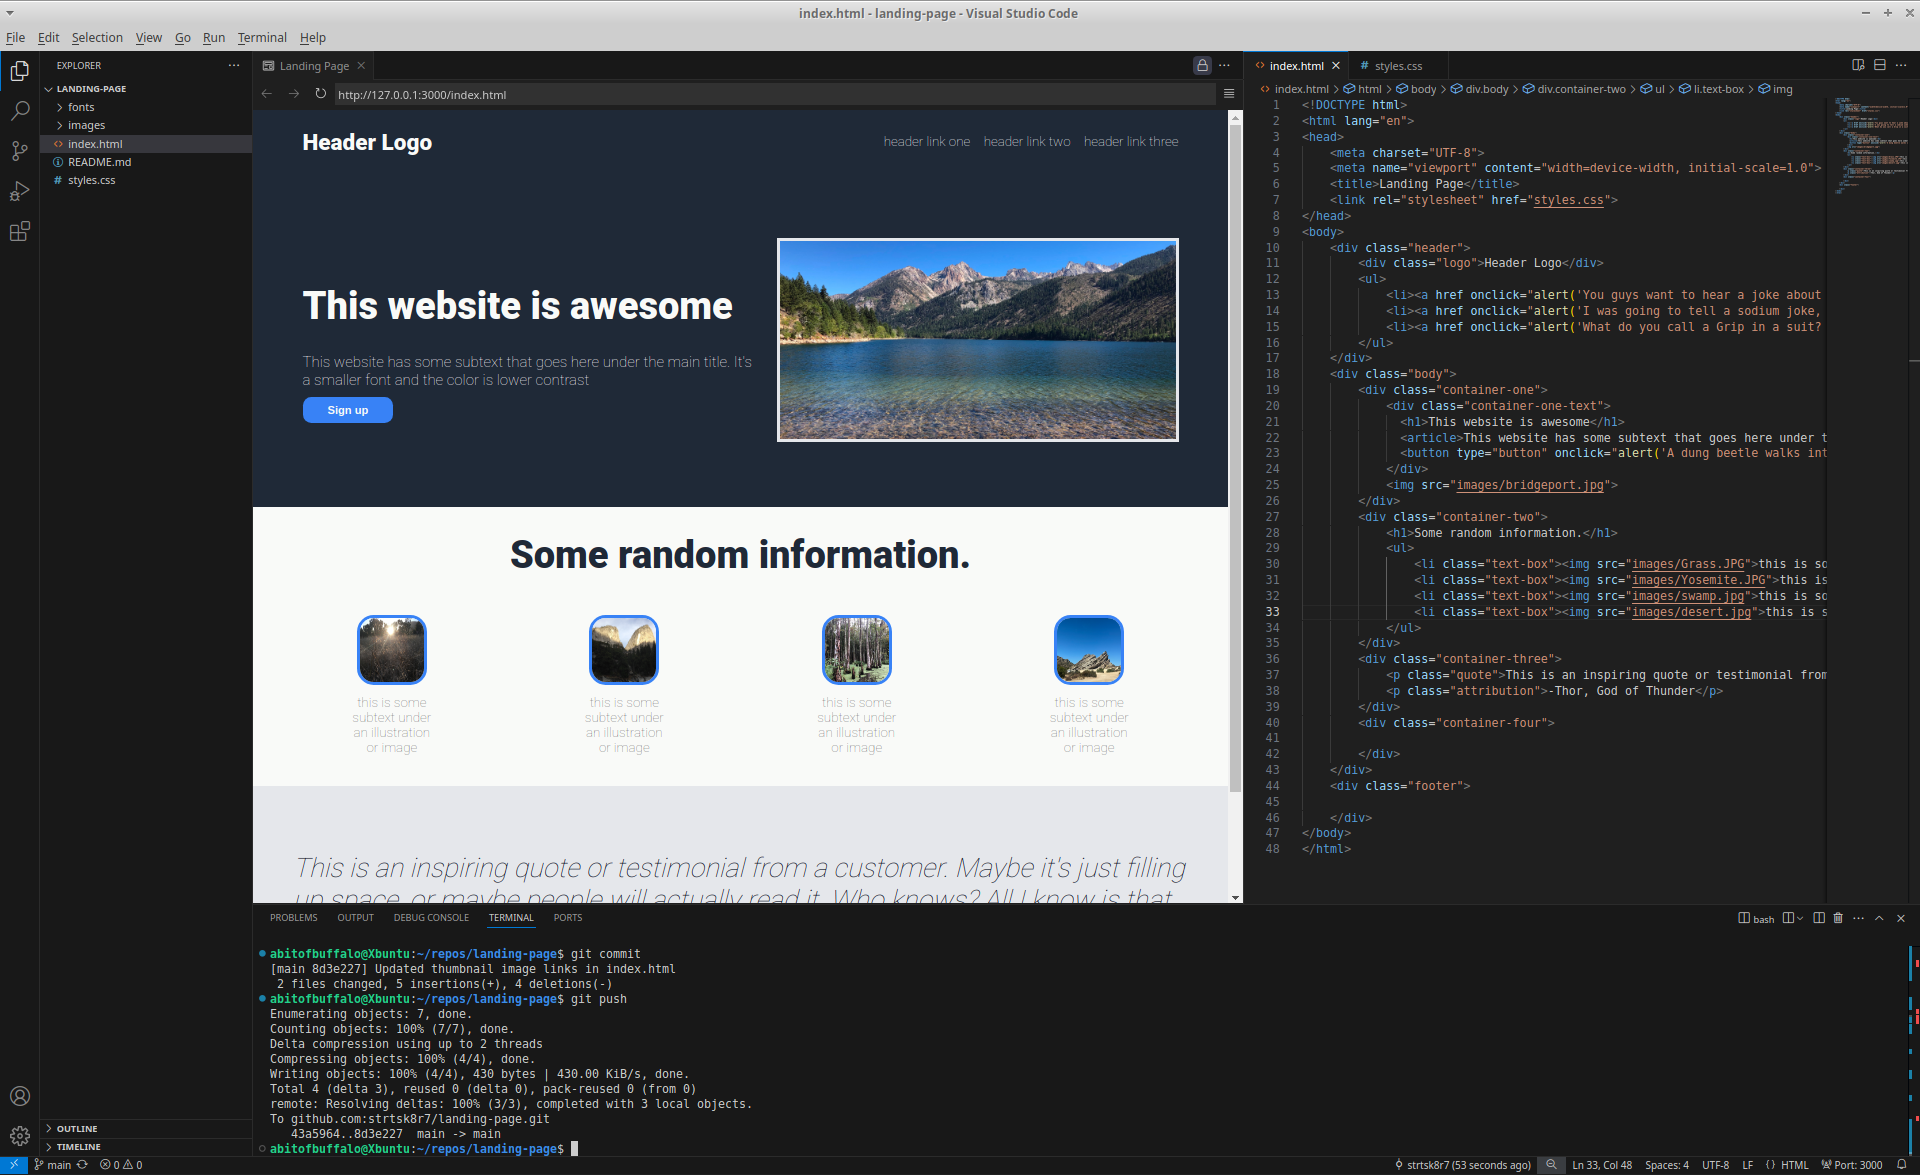 index.html - landing-page - Visual Studio Code
File Edit Selection View Go Run Terminal Help
EXPLORER
LANDING-PAGE
fonts
images
index.html
README.md
styles.css
OUTLINE
TIMELINE
Landing Page
http://127.0.0.1:3000/index.html
Header Logo
header link one header link two header link three
This website is awesome
This website has some subtext that goes here under the main title. It's
a smaller font and the color is lower contrast
Sign up
Some random information.
this is some
subtext under
an illustration
or image
this is some
subtext under
an illustration
or image
this is some
subtext under
an illustration
or image
this is some
subtext under
an illustration
or image
This is an inspiring quote or testimonial from a customer. Maybe it's just filling
up space, or maybe people will actually read it. Who knows? All I know is that
index.html styles.css
index.html > html > body > div.body > div.container-two > ul > li.text-box > img
1 <!DOCTYPE html>
2 <html lang="en">
3 <head>
4 <meta charset="UTF-8">
5 <meta name="viewport" content="width=device-width, initial-scale=1.0">
6 <title>Landing Page</title>
7 <link rel="stylesheet" href="styles.css">
8 </head>
9 <body>
10 <div class="header">
11 <div class="logo">Header Logo</div>
12 <ul>
13 <li><a href onclick="alert('You guys want to hear a joke about
14 <li><a href onclick="alert('I was going to tell a sodium joke,
15 <li><a href onclick="alert('What do you call a Grip in a suit?
16 </ul>
17 </div>
18 <div class="body">
19 <div class="container-one">
20 <div class="container-one-text">
21 <h1>This website is awesome</h1>
22 <article>This website has some subtext that goes here under t
23 <button type="button" onclick="alert('A dung beetle walks int
24 </div>
25 <img src="images/bridgeport.jpg">
26 </div>
27 <div class="container-two">
28 <h1>Some random information.</h1>
29 <ul>
30 <li class="text-box"><img src="images/Grass.JPG">this is so
31 <li class="text-box"><img src="images/Yosemite.JPG">this is
32 <li class="text-box"><img src="images/swamp.jpg">this is so
33 <li class="text-box"><img src="images/desert.jpg">this is s
34 </ul>
35 </div>
36 <div class="container-three">
37 <p class="quote">This is an inspiring quote or testimonial from
38 <p class="attribution">-Thor, God of Thunder</p>
39 </div>
40 <div class="container-four">
41
42 </div>
43 </div>
44 <div class="footer">
45
46 </div>
47 </body>
48 </html>
PROBLEMS OUTPUT DEBUG CONSOLE TERMINAL PORTS
bash
abitofbuffalo@Xbuntu:~/repos/landing-page$ git commit
[main 8d3e227] Updated thumbnail image links in index.html
2 files changed, 5 insertions(+), 4 deletions(-)
abitofbuffalo@Xbuntu:~/repos/landing-page$ git push
Enumerating objects: 7, done.
Counting objects: 100% (7/7), done.
Delta compression using up to 2 threads
Compressing objects: 100% (4/4), done.
Writing objects: 100% (4/4), 430 bytes | 430.00 KiB/s, done.
Total 4 (delta 3), reused 0 (delta 0), pack-reused 0 (from 0)
remote: Resolving deltas: 100% (3/3), completed with 3 local objects.
To github.com:strtsk8r7/landing-page.git
43a5964..8d3e227 main -> main
abitofbuffalo@Xbuntu:~/repos/landing-page$
main 0 0
strtsk8r7 (53 seconds ago) Ln 33, Col 48 Spaces: 4 UTF-8 LF {} HTML Port: 3000